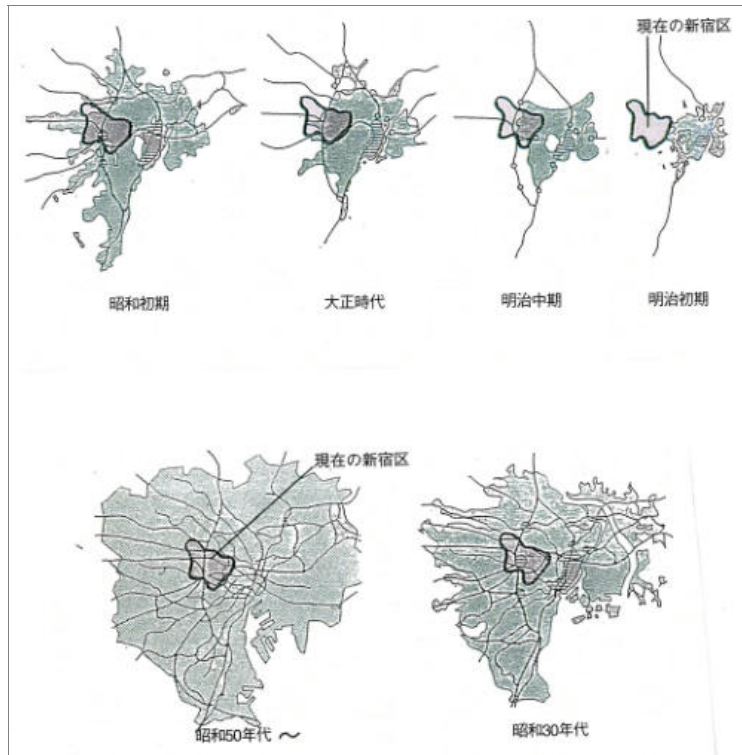 現在の新宿区
昭和初期
大正時代
明治中期
明治初期
現在の新宿区
昭和50年代～
昭和30年代